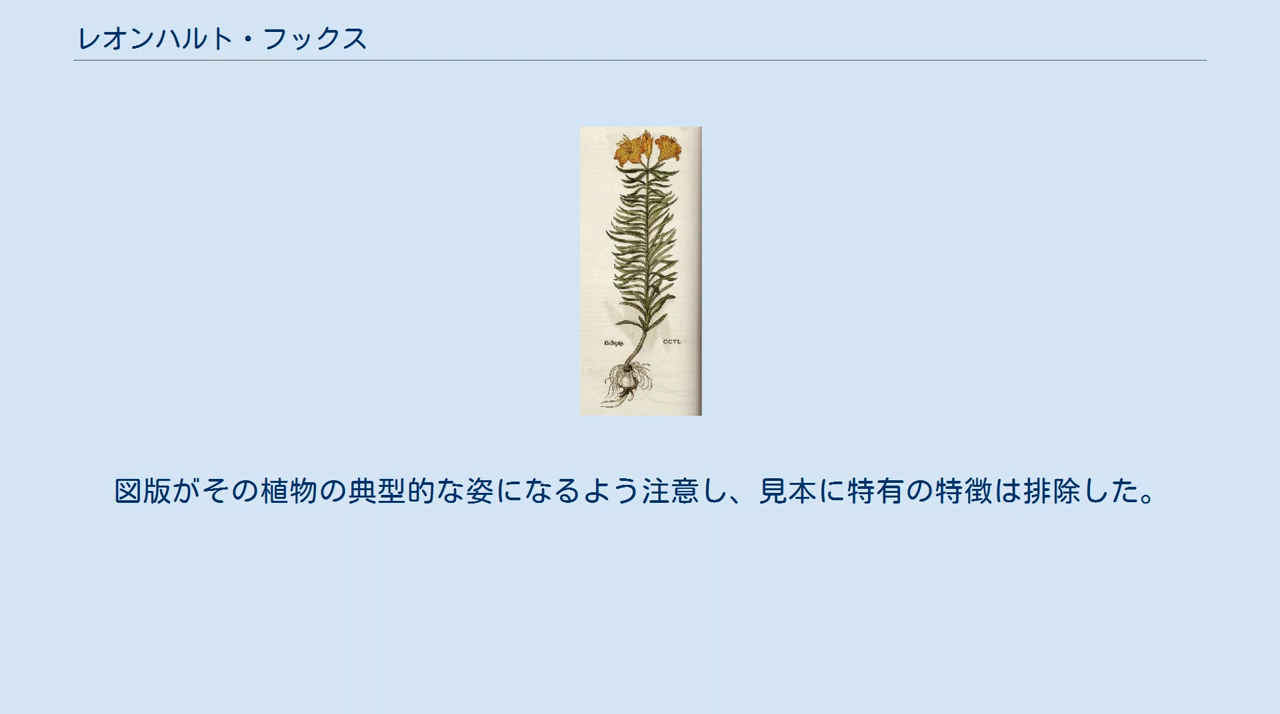 レオンハルト・フックス
CCYL
図版がその植物の典型的な姿になるよう注意し、見本に特有の特徴は排除した。